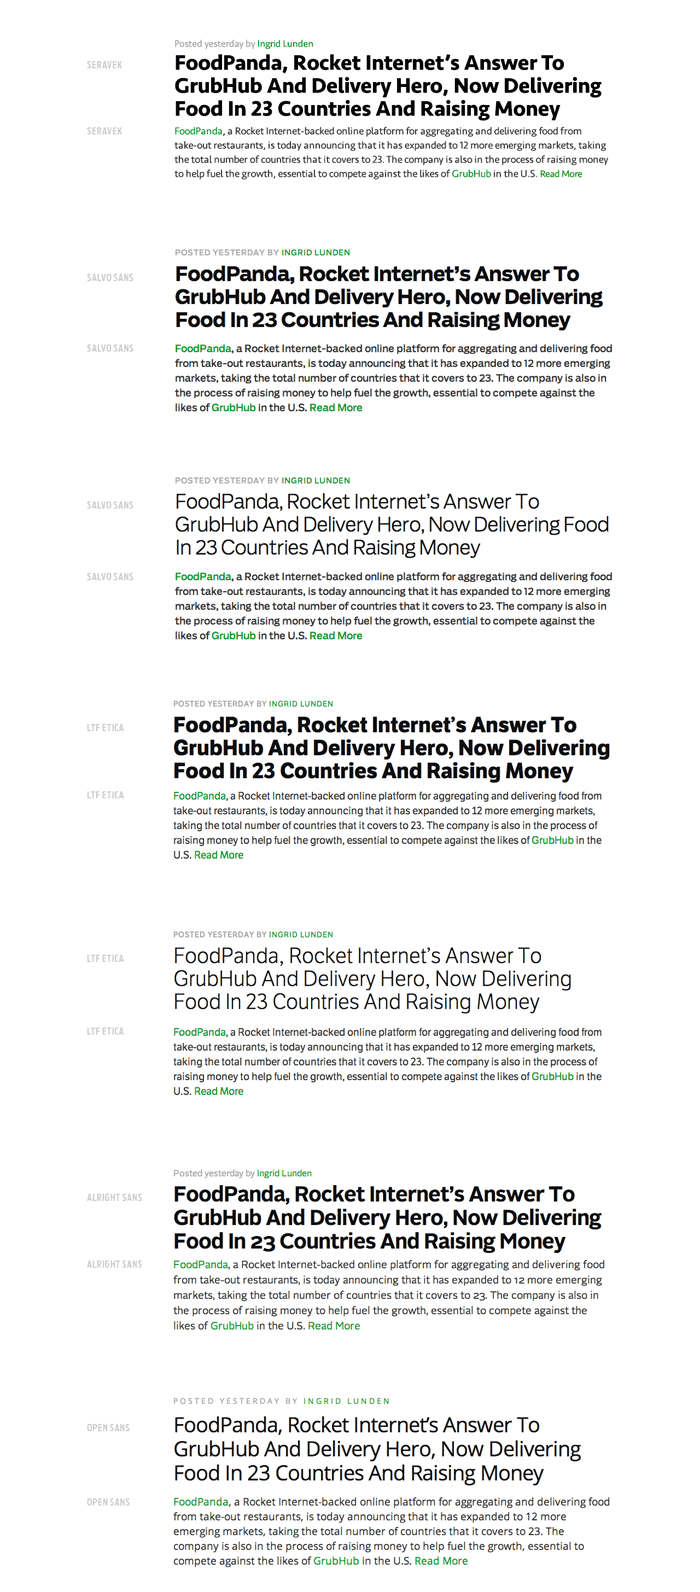 Posted yesterday by Ingrid Lunden
SERAVEK
FoodPanda, Rocket Internet's Answer To
GrubHub And Delivery Hero, Now Delivering
Food In 23 Countries And Raising Money
SERAVEK
FoodPanda, a Rocket Internet-backed online platform for aggregating and delivering food from
take-out restaurants, is today announcing that it has expanded to 12 more emerging markets, taking
the total number of countries that it covers to 23. The company is also in the process of raising money
to help fuel the growth, essential to compete against the likes of GrubHub in the U.S. Read More
POSTED YESTERDAY BY INGRID LUNDEN
SALVO SANS
FoodPanda, Rocket Internet's Answer To
GrubHub And Delivery Hero, Now Delivering
Food In 23 Countries And Raising Money
SALVO SANS
FoodPanda, a Rocket Internet-backed online platform for aggregating and delivering food
from take-out restaurants, is today announcing that it has expanded to 12 more emerging
markets, taking the total number of countries that it covers to 23. The company is also in
the process of raising money to help fuel the growth, essential to compete against the
likes of GrubHub in the U.S. Read More
POSTED YESTERDAY BY INGRID LUNDEN
SALVO SANS
FoodPanda, Rocket Internet's Answer To
GrubHub And Delivery Hero, Now Delivering Food
In 23 Countries And Raising Money
SALVO SANS
FoodPanda, a Rocket Internet-backed online platform for aggregating and delivering food
from take-out restaurants, is today announcing that it has expanded to 12 more emerging
markets, taking the total number of countries that it covers to 23. The company is also in
the process of raising money to help fuel the growth, essential to compete against the
likes of GrubHub in the U.S. Read More
POSTED YESTERDAY BY INGRID LUNDEN
LTF ETICA
FoodPanda, Rocket Internet's Answer To
GrubHub And Delivery Hero, Now Delivering
Food In 23 Countries And Raising Money
LTF ETICA
FoodPanda, a Rocket Internet-backed online platform for aggregating and delivering food from
take-out restaurants, is today announcing that it has expanded to 12 more emerging markets,
taking the total number of countries that it covers to 23. The company is also in the process of
raising money to help fuel the growth, essential to compete against the likes of GrubHub in the
U.S. Read More
POSTED YESTERDAY BY INGRID LUNDEN
LTF ETICA
FoodPanda, Rocket Internet's Answer To
GrubHub And Delivery Hero, Now Delivering
Food In 23 Countries And Raising Money
LTF ETICA
FoodPanda, a Rocket Internet-backed online platform for aggregating and delivering food from
take-out restaurants, is today announcing that it has expanded to 12 more emerging markets,
taking the total number of countries that it covers to 23. The company is also in the process of
raising money to help fuel the growth, essential to compete against the likes of GrubHub in the
U.S. Read More
Posted yesterday by Ingrid Lunden
ALRIGHT SANS
FoodPanda, Rocket Internet's Answer To
GrubHub And Delivery Hero, Now Delivering
Food In 23 Countries And Raising Money
ALRIGHT SANS
FoodPanda, a Rocket Internet-backed online platform for aggregating and delivering food
from take-out restaurants, is today announcing that it has expanded to 12 more emerging
markets, taking the total number of countries that it covers to 23. The company is also in
the process of raising money to help fuel the growth, essential to compete against the
likes of GrubHub in the U.S. Read More
POSTED YESTERDAY BY INGRID LUNDEN
OPEN SANS
FoodPanda, Rocket Internet's Answer To
GrubHub And Delivery Hero, Now Delivering
Food In 23 Countries And Raising Money
OPEN SANS
FoodPanda, a Rocket Internet-backed online platform for aggregating and delivering food
from take-out restaurants, is today announcing that it has expanded to 12 more
emerging markets, taking the total number of countries that it covers to 23. The
company is also in the process of raising money to help fuel the growth, essential to
compete against the likes of GrubHub in the U.S. Read More